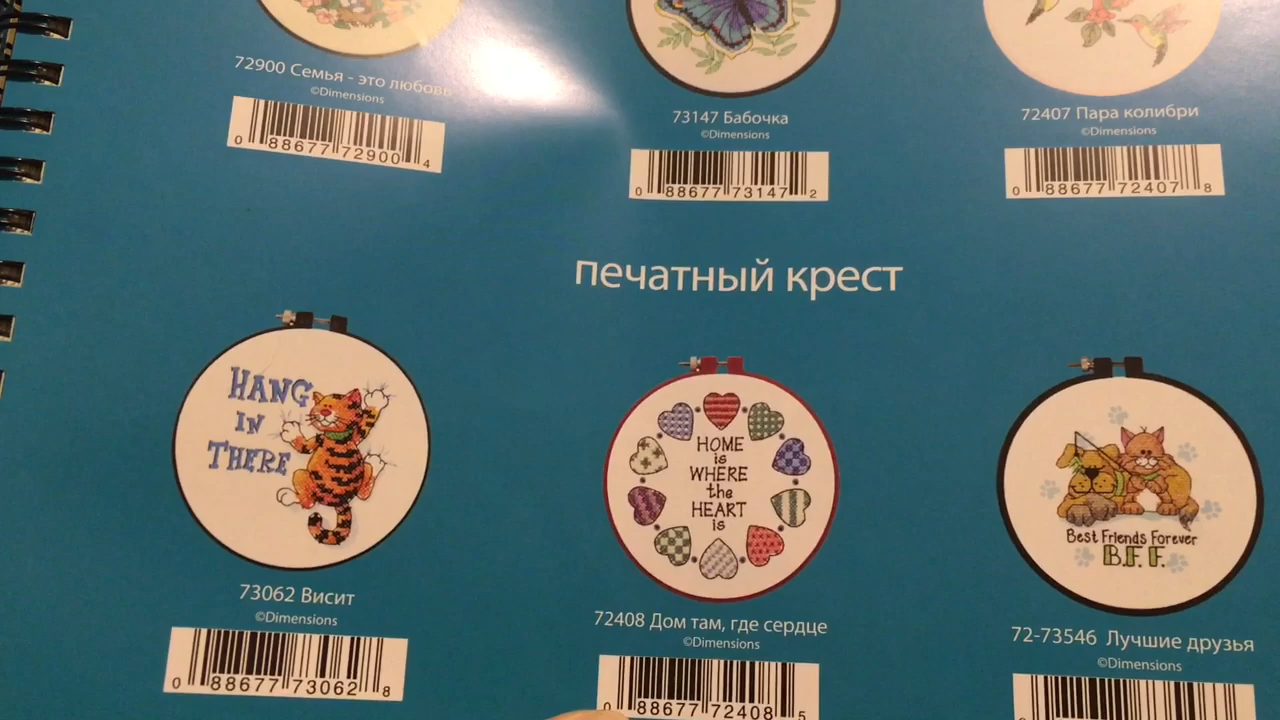 72900 Семья - это любовь
©Dimensions
0 88677 72900 4
73147 Бабочка
©Dimensions
0 88677 73147 2
72407 Пара колибри
©Dimensions
0 88677 72407 8
печатный крест
HANG
IN
THERE
73062 Висит
©Dimensions
0 88677 73062 8
HOME
is
WHERE
the
HEART
is
72408 Дом там, где сердце
©Dimensions
0 88677 72408 5
Best Friends Forever
B.F.F.
72-73546 Лучшие друзья
©Dimensions